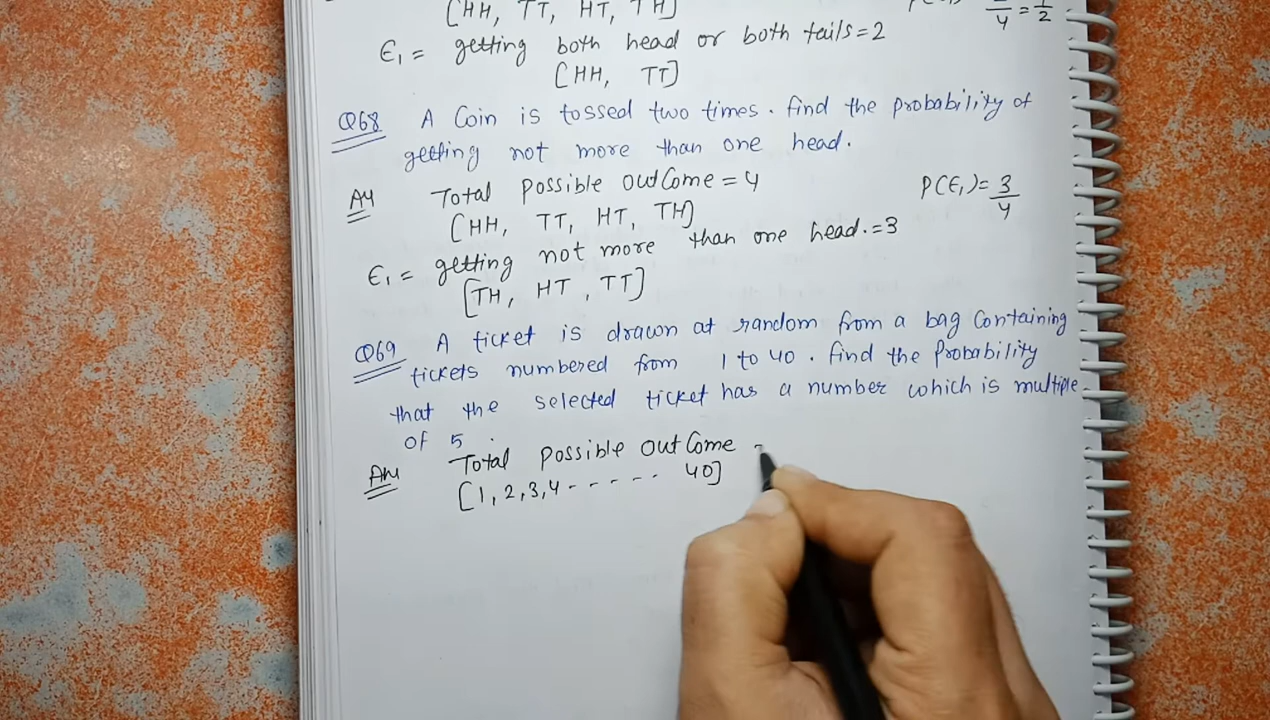 [HH, TT, HT, TH]
4 = 1/2
E₁ = getting both head or both tails = 2
[HH, TT]
Q68 A Coin is tossed two times. find the probability of
getting not more than one head.
Total possible outCome = 4
[HH, TT, HT, TH]
P(E₁) = 3/4
E₁ = getting not more than one head. = 3
[TH, HT, TT]
Q69 A ticket is drawn at random from a bag Containing
tickets numbered from 1 to 40. find the Probability
that the selected ticket has a number which is multiple
of 5.
Ans Total possible outCome
[1, 2, 3, 4 - - - - - - 40]